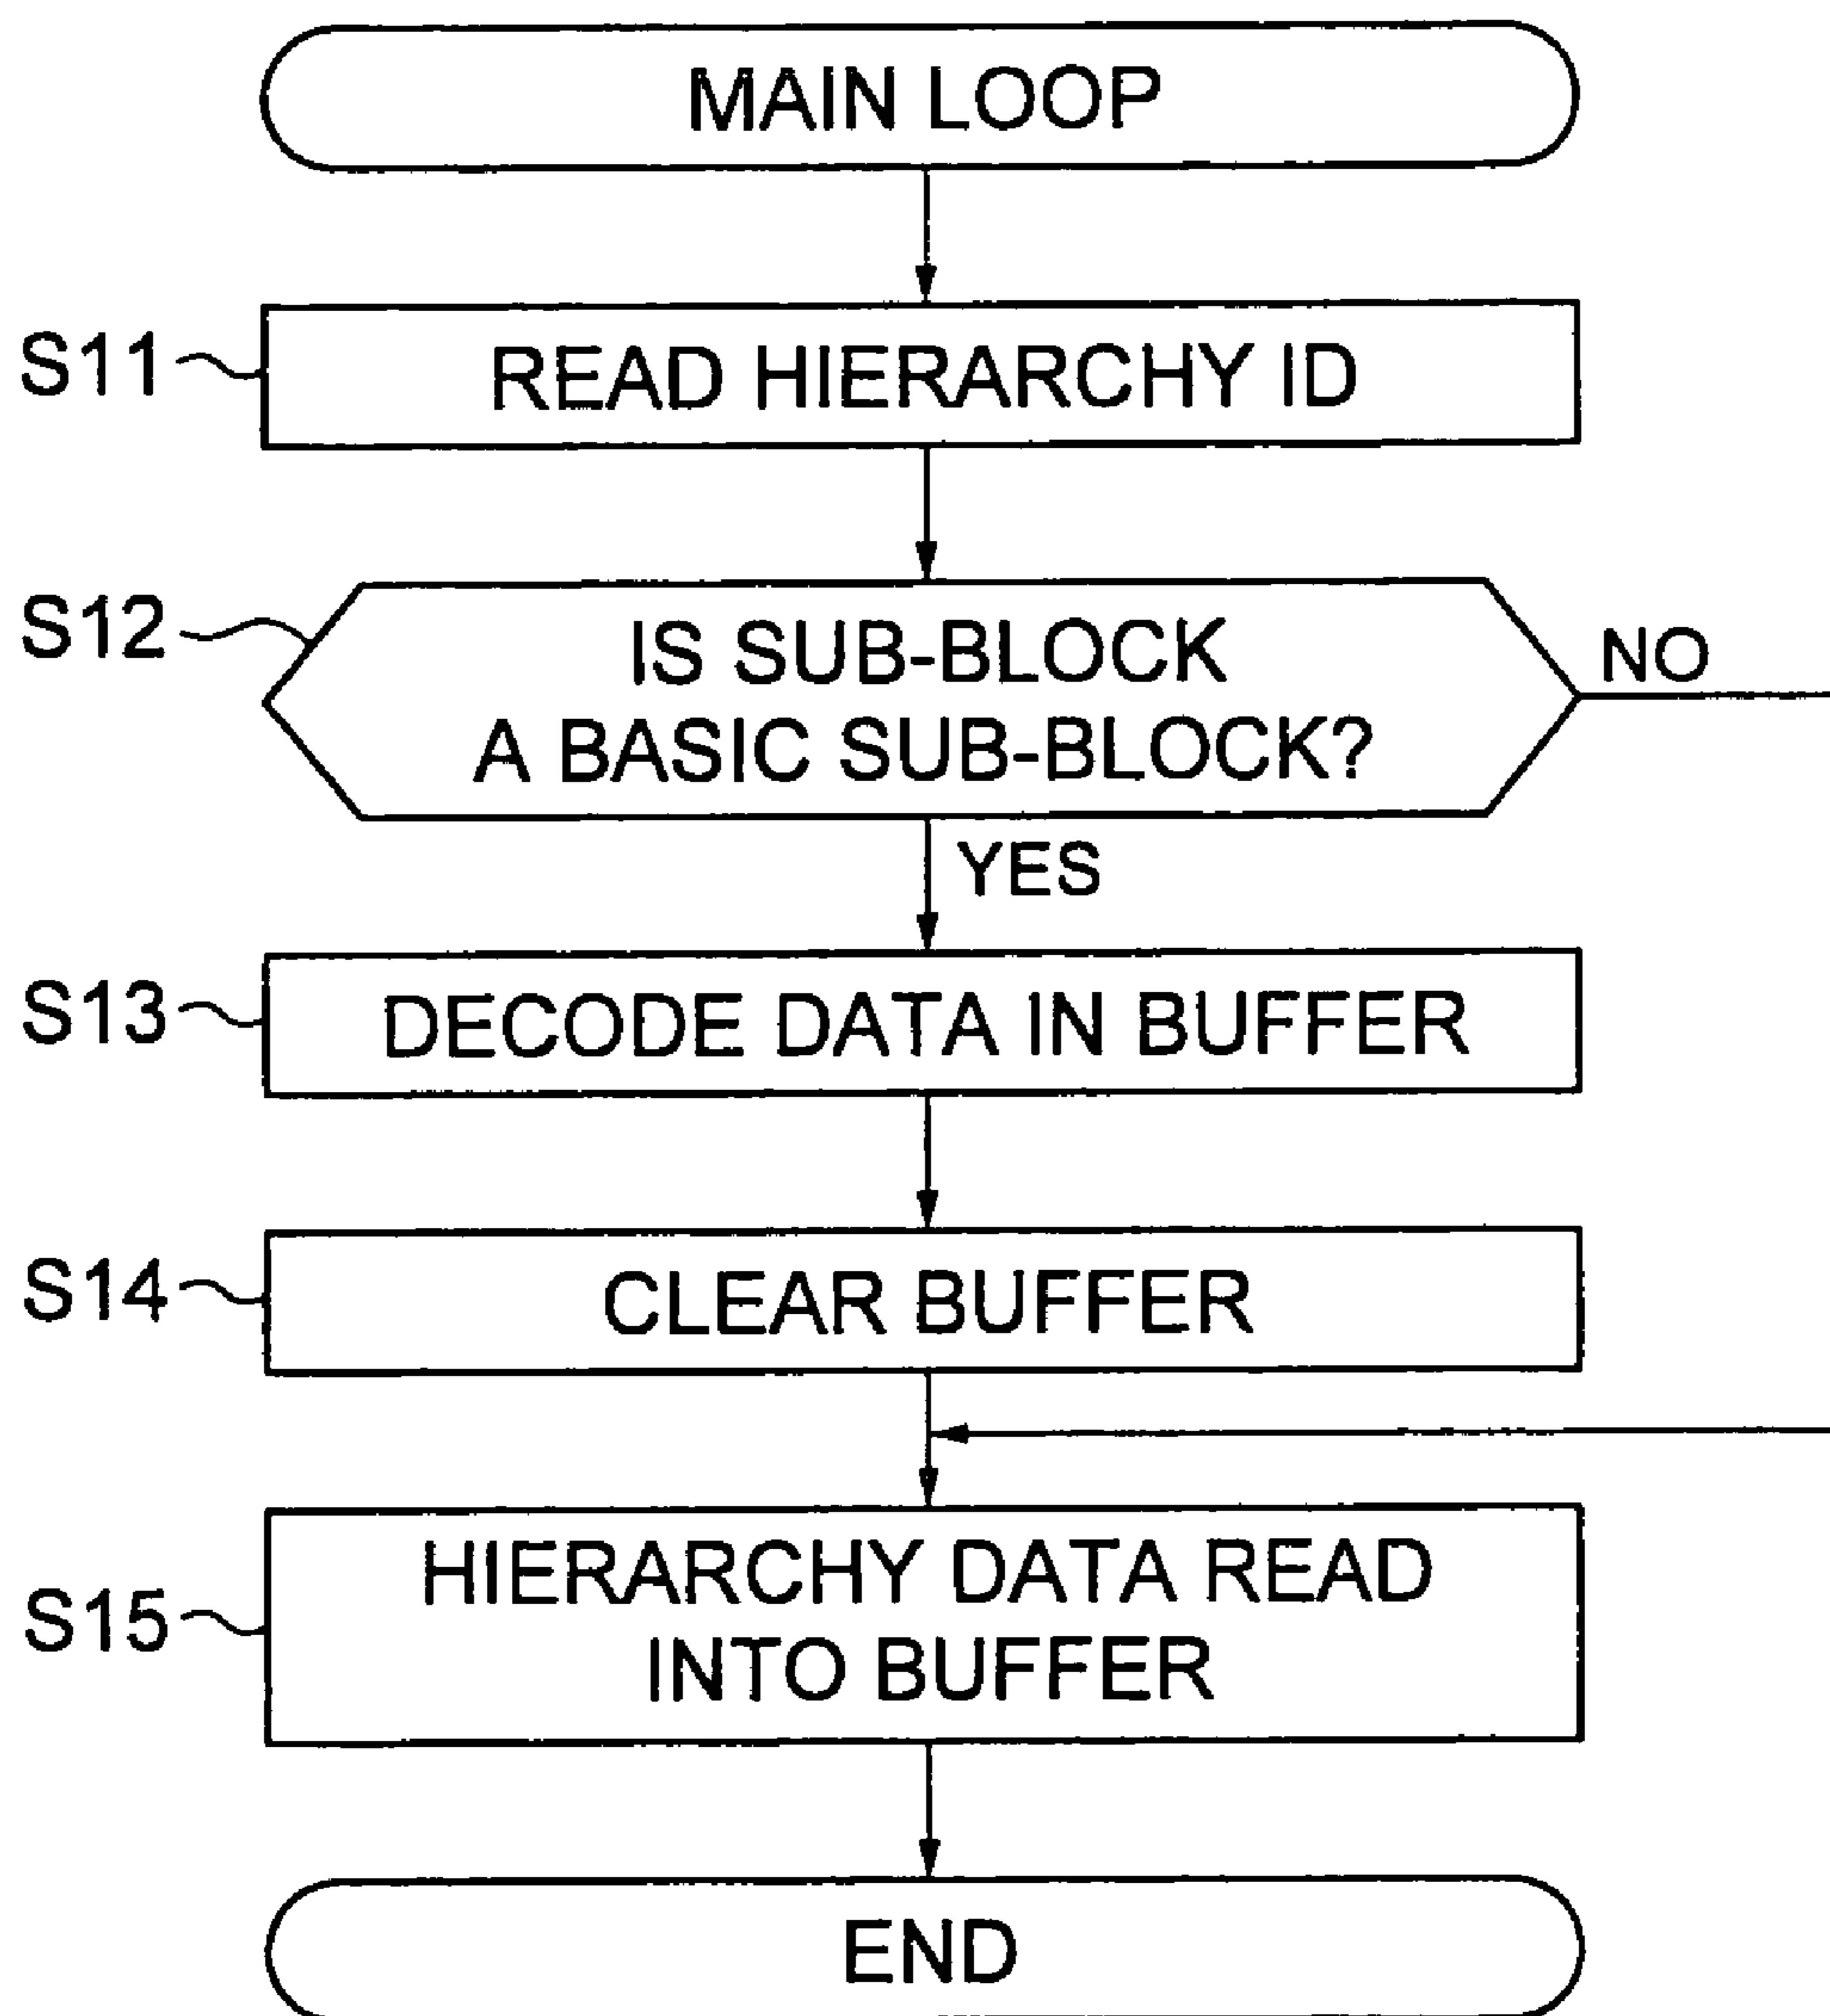 MAIN LOOP
S11
READ HIERARCHY ID
S12
IS SUB-BLOCK
A BASIC SUB-BLOCK?
NO
YES
S13
DECODE DATA IN BUFFER
S14
CLEAR BUFFER
S15
HIERARCHY DATA READ
INTO BUFFER
END